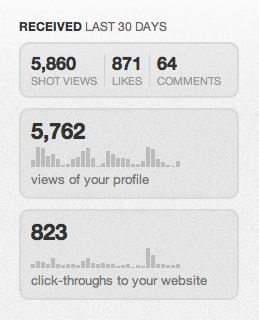 RECEIVED LAST 30 DAYS
5,860 871 64
SHOT VIEWS LIKES COMMENTS
5,762
views of your profile
823
click-throughs to your website